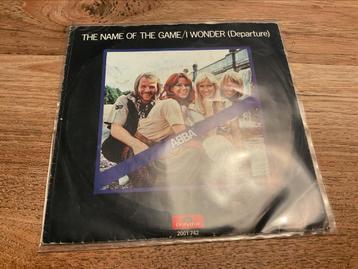 THE NAME OF THE GAME/I WONDER (Departure)
ABBA
2001 742